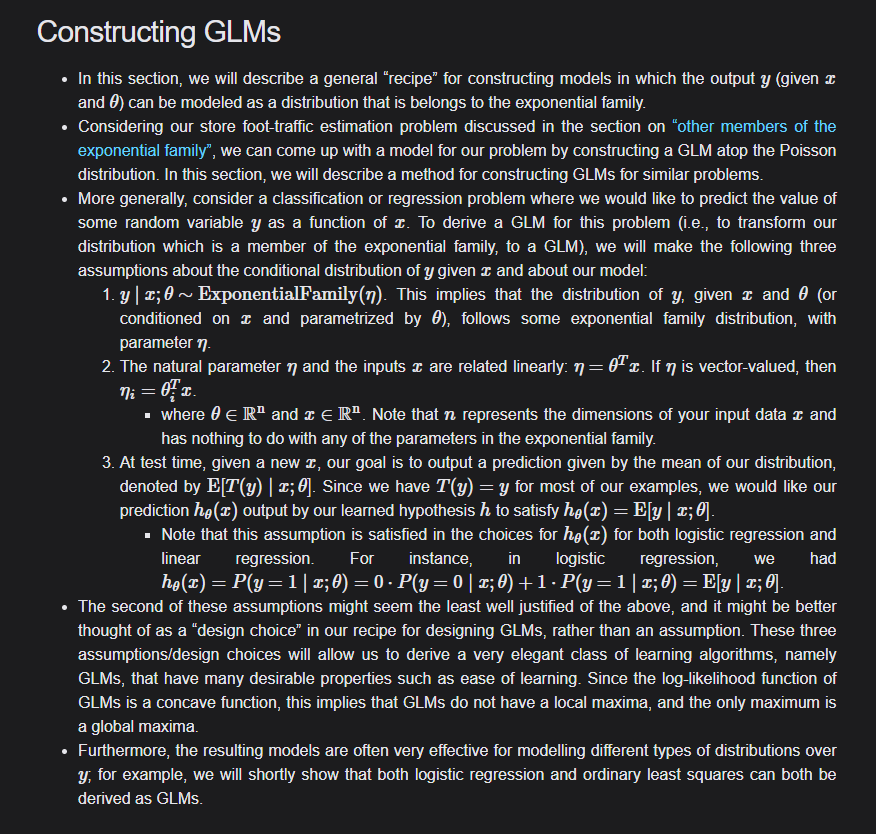 Constructing GLMs
• In this section, we will describe a general “recipe” for constructing models in which the output y (given x
and θ) can be modeled as a distribution that is belongs to the exponential family.
• Considering our store foot-traffic estimation problem discussed in the section on “other members of the
exponential family”, we can come up with a model for our problem by constructing a GLM atop the Poisson
distribution. In this section, we will describe a method for constructing GLMs for similar problems.
• More generally, consider a classification or regression problem where we would like to predict the value of
some random variable y as a function of x. To derive a GLM for this problem (i.e., to transform our
distribution which is a member of the exponential family, to a GLM), we will make the following three
assumptions about the conditional distribution of y given x and about our model:
1. y | x; θ ∼ ExponentialFamily(η). This implies that the distribution of y, given x and θ (or
conditioned on x and parametrized by θ), follows some exponential family distribution, with
parameter η.
2. The natural parameter η and the inputs x are related linearly: η = θᵀx. If η is vector-valued, then
ηᵢ = θᵢᵀx.
▪ where θ ∈ ℝⁿ and x ∈ ℝⁿ. Note that n represents the dimensions of your input data x and
has nothing to do with any of the parameters in the exponential family.
3. At test time, given a new x, our goal is to output a prediction given by the mean of our distribution,
denoted by E[T(y) | x; θ]. Since we have T(y) = y for most of our examples, we would like our
prediction h_θ(x) output by our learned hypothesis h to satisfy h_θ(x) = E[y | x; θ].
▪ Note that this assumption is satisfied in the choices for h_θ(x) for both logistic regression and
linear regression. For instance, in logistic regression, we had
h_θ(x) = P(y = 1 | x; θ) = 0 · P(y = 0 | x; θ) + 1 · P(y = 1 | x; θ) = E[y | x; θ].
• The second of these assumptions might seem the least well justified of the above, and it might be better
thought of as a “design choice” in our recipe for designing GLMs, rather than an assumption. These three
assumptions/design choices will allow us to derive a very elegant class of learning algorithms, namely
GLMs, that have many desirable properties such as ease of learning. Since the log-likelihood function of
GLMs is a concave function, this implies that GLMs do not have a local maxima, and the only maximum is
a global maxima.
• Furthermore, the resulting models are often very effective for modelling different types of distributions over
y; for example, we will shortly show that both logistic regression and ordinary least squares can both be
derived as GLMs.